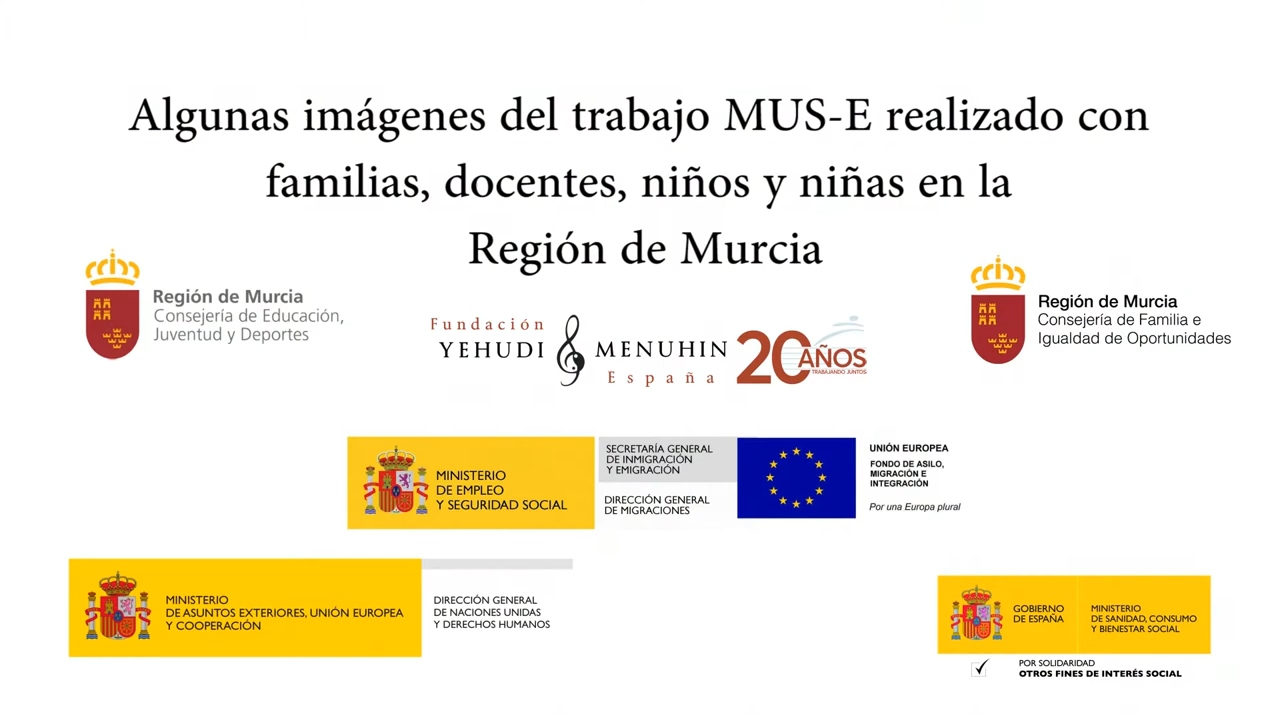 Algunas imágenes del trabajo MUS-E realizado con
familias, docentes, niños y niñas en la
Región de Murcia
Región de Murcia
Consejería de Educación,
Juventud y Deportes
Fundación
YEHUDI MENUHIN
España
20 AÑOS
TRABAJANDO JUNTOS
Región de Murcia
Consejería de Familia e
Igualdad de Oportunidades
MINISTERIO
DE EMPLEO
Y SEGURIDAD SOCIAL
SECRETARÍA GENERAL
DE INMIGRACIÓN
Y EMIGRACIÓN
DIRECCIÓN GENERAL
DE MIGRACIONES
UNIÓN EUROPEA
FONDO DE ASILO,
MIGRACIÓN E
INTEGRACIÓN
Por una Europa plural
MINISTERIO
DE ASUNTOS EXTERIORES, UNIÓN EUROPEA
Y COOPERACIÓN
DIRECCIÓN GENERAL
DE NACIONES UNIDAS
Y DERECHOS HUMANOS
GOBIERNO
DE ESPAÑA
MINISTERIO
DE SANIDAD, CONSUMO
Y BIENESTAR SOCIAL
POR SOLIDARIDAD
OTROS FINES DE INTERÉS SOCIAL